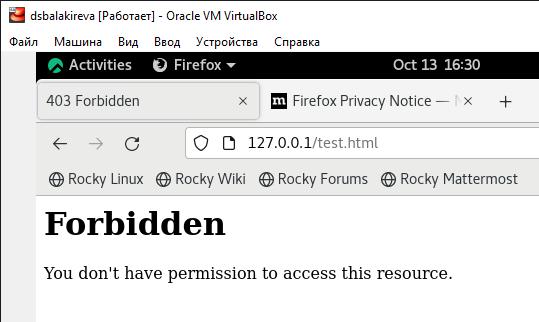 dsbalakireva [Работает] - Oracle VM VirtualBox
Файл Машина Вид Ввод Устройства Справка
Activities Firefox Oct 13 16:30
403 Forbidden Firefox Privacy Notice —
127.0.0.1/test.html
Rocky Linux Rocky Wiki Rocky Forums Rocky Mattermost
Forbidden
You don't have permission to access this resource.